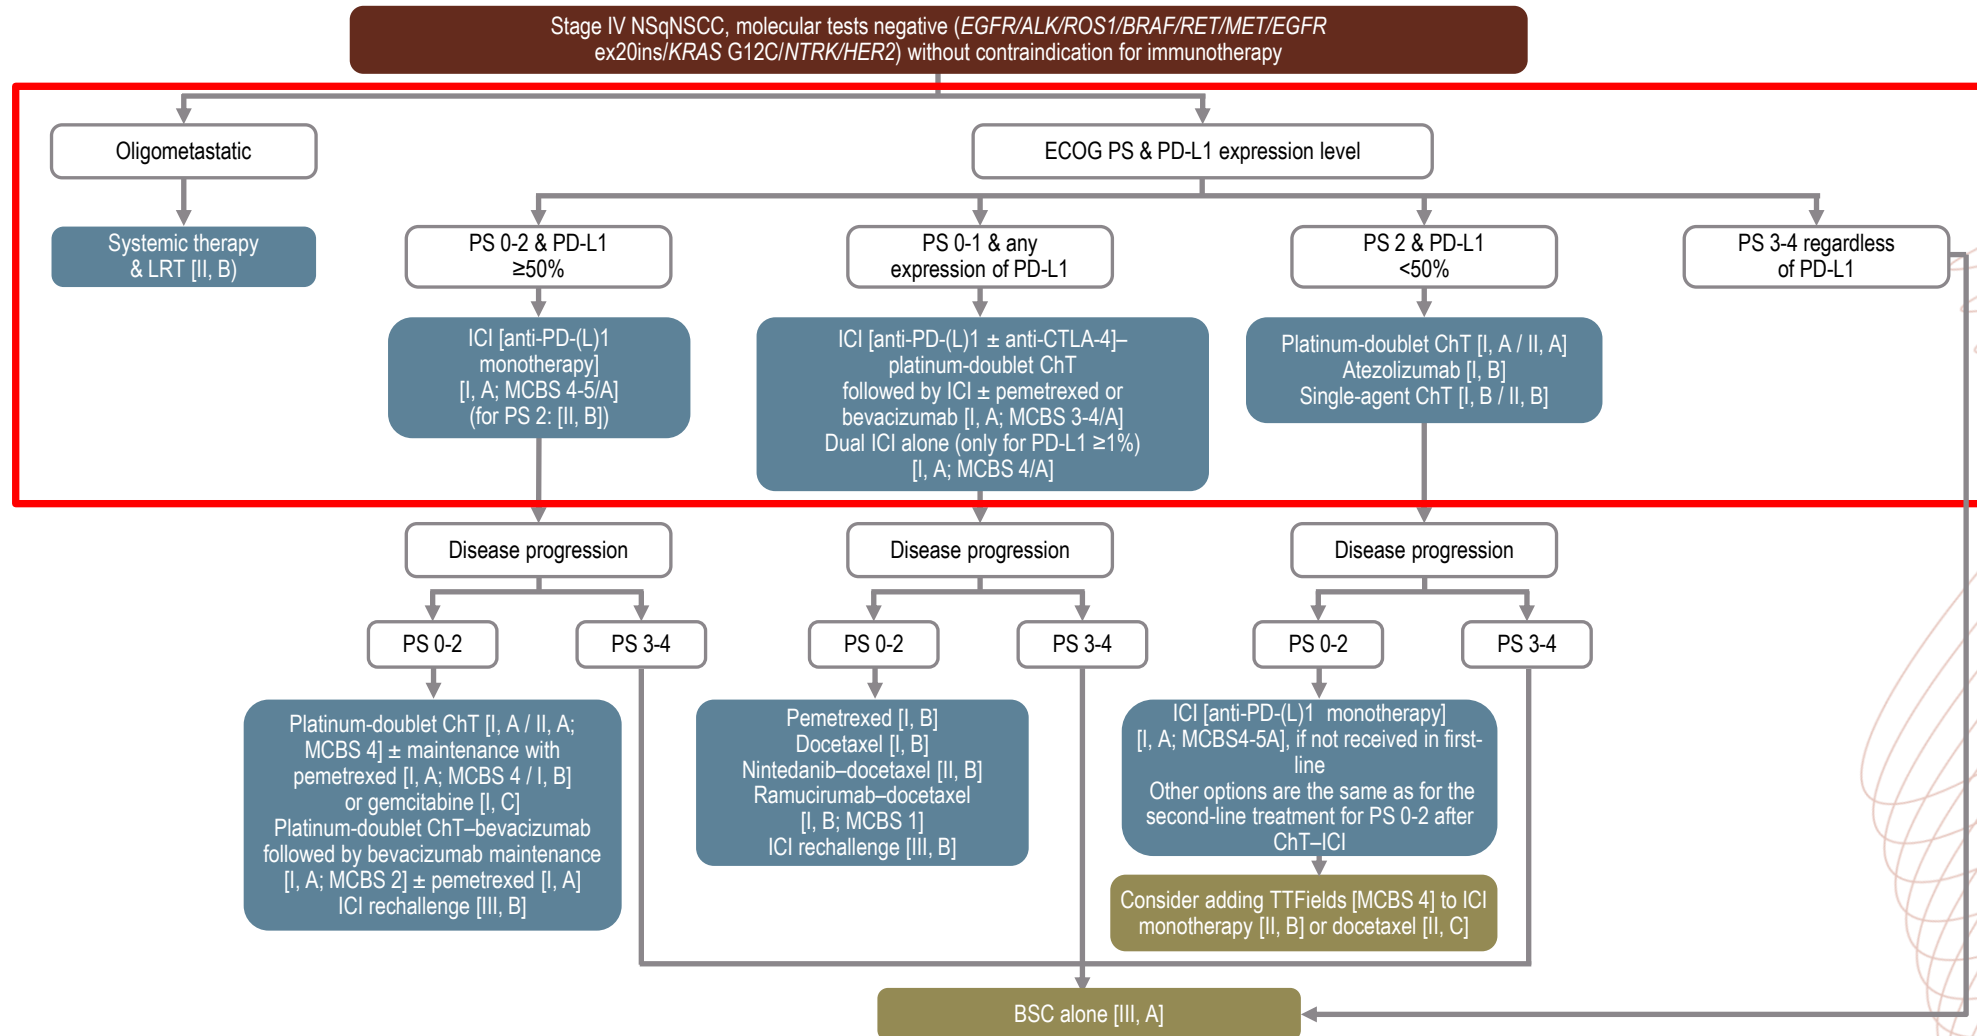 Stage IV NSqNSCC, molecular tests negative (EGFR/ALK/ROS1/BRAF/RET/MET/EGFR
ex20ins/KRAS G12C/NTRK/HER2) without contraindication for immunotherapy
Oligometastatic
ECOG PS & PD-L1 expression level
Systemic therapy
& LRT [II, B)
PS 0-2 & PD-L1
≥50%
PS 0-1 & any
expression of PD-L1
PS 2 & PD-L1
<50%
PS 3-4 regardless
of PD-L1
ICI [anti-PD-(L)1
monotherapy]
[I, A; MCBS 4-5/A]
(for PS 2: [II, B])
ICI [anti-PD-(L)1 ± anti-CTLA-4]–
platinum-doublet ChT
followed by ICI ± pemetrexed or
bevacizumab [I, A; MCBS 3-4/A]
Dual ICI alone (only for PD-L1 ≥1%)
[I, A; MCBS 4/A]
Platinum-doublet ChT [I, A / II, A]
Atezolizumab [I, B]
Single-agent ChT [I, B / II, B]
Disease progression
Disease progression
Disease progression
PS 0-2
PS 3-4
PS 0-2
PS 3-4
PS 0-2
PS 3-4
Platinum-doublet ChT [I, A / II, A;
MCBS 4] ± maintenance with
pemetrexed [I, A; MCBS 4 / I, B]
or gemcitabine [I, C]
Platinum-doublet ChT–bevacizumab
followed by bevacizumab maintenance
[I, A; MCBS 2] ± pemetrexed [I, A]
ICI rechallenge [III, B]
Pemetrexed [I, B]
Docetaxel [I, B]
Nintedanib–docetaxel [II, B]
Ramucirumab–docetaxel
[I, B; MCBS 1]
ICI rechallenge [III, B]
ICI [anti-PD-(L)1 monotherapy]
[I, A; MCBS4-5A], if not received in first-
line
Other options are the same as for the
second-line treatment for PS 0-2 after
ChT–ICI
Consider adding TTFields [MCBS 4] to ICI
monotherapy [II, B] or docetaxel [II, C]
BSC alone [III, A]